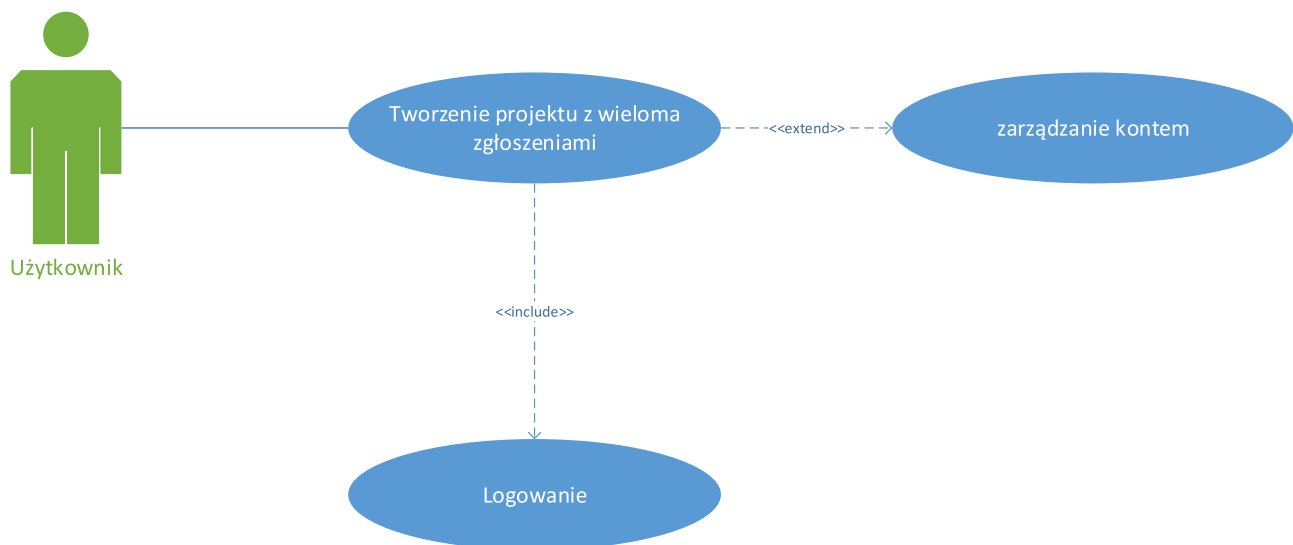 Tworzenie projektu z wieloma
zgłoszeniami
<<extend>>
zarządzanie kontem
Użytkownik
<<include>>
Logowanie